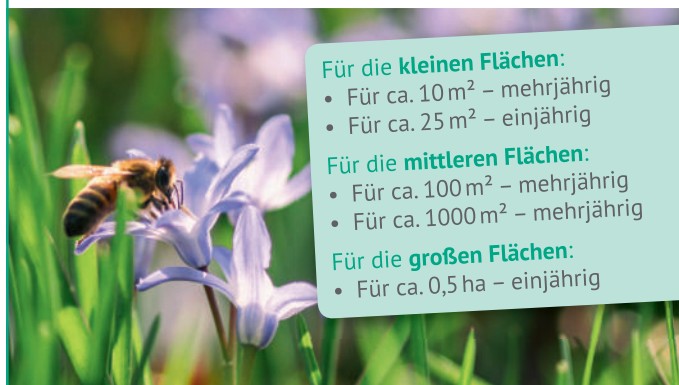 Für die kleinen Flächen:
• Für ca. 10 m² – mehrjährig
• Für ca. 25 m² – einjährig
Für die mittleren Flächen:
• Für ca. 100 m² – mehrjährig
• Für ca. 1000 m² – mehrjährig
Für die großen Flächen:
• Für ca. 0,5 ha – einjährig